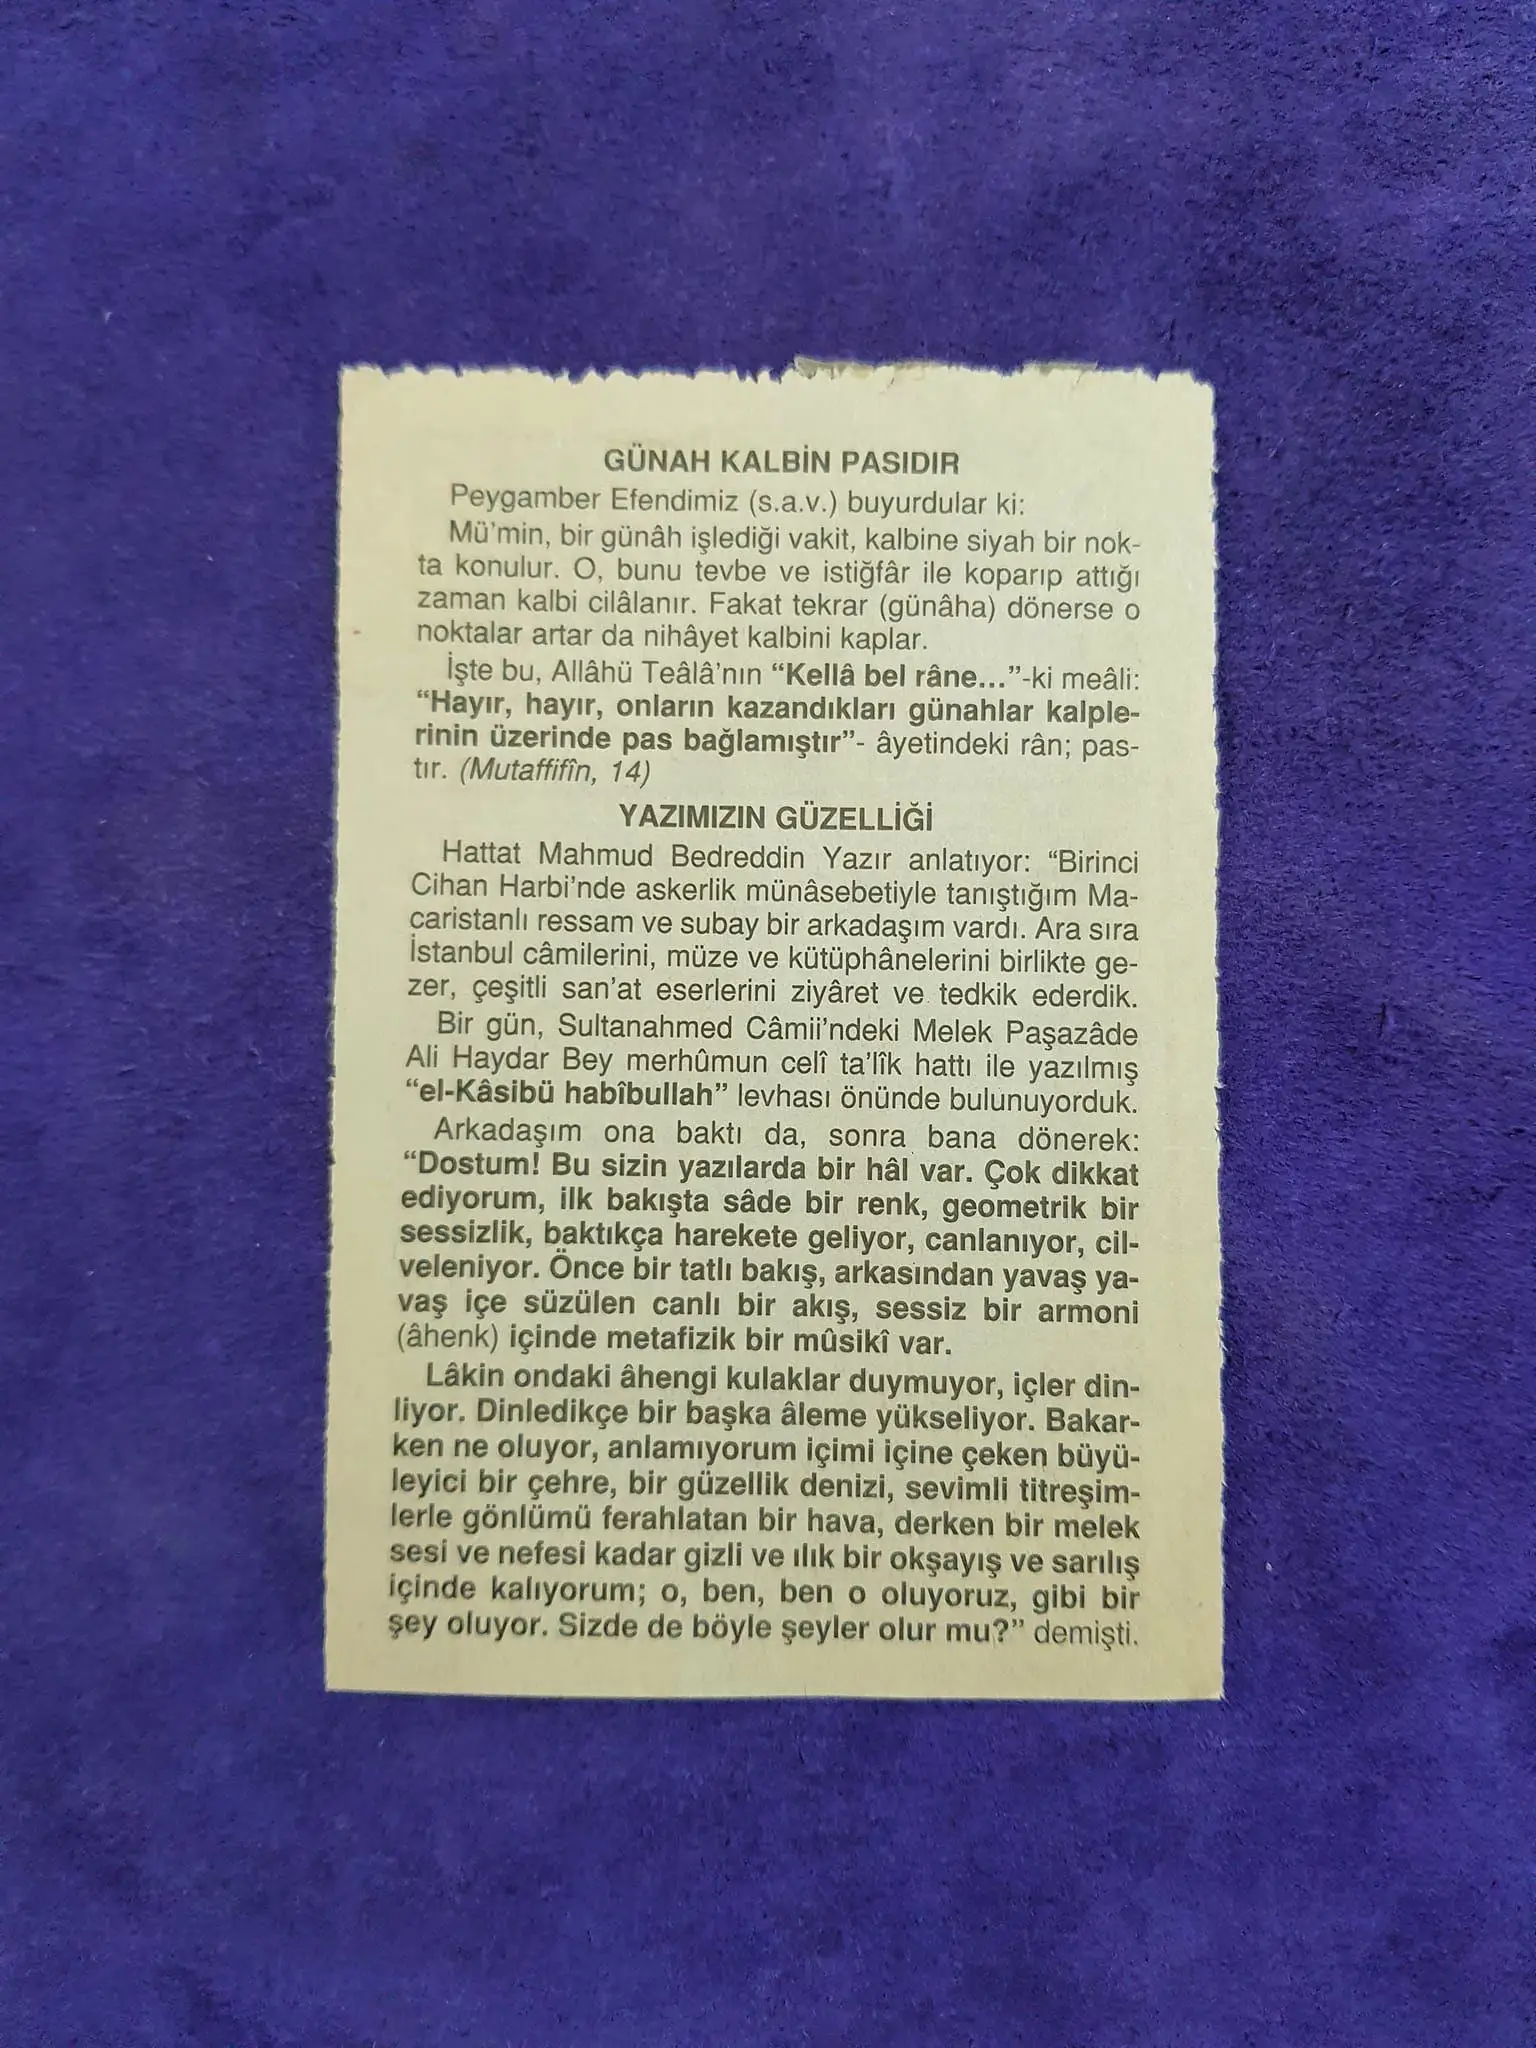 GÜNAH KALBİN PASIDIR
Peygamber Efendimiz (s.a.v.) buyurdular ki:
Mü'min, bir günâh işlediği vakit, kalbine siyah bir nok-
ta konulur. O, bunu tevbe ve istiğfâr ile koparıp attığı
zaman kalbi cilâlanır. Fakat tekrar (günâha) dönerse o
noktalar artar da nihâyet kalbini kaplar.
İşte bu, Allâhü Teâlâ'nın “Kellâ bel râne...”-ki meâli:
“Hayır, hayır, onların kazandıkları günahlar kalple-
rinin üzerinde pas bağlamıştır”- âyetindeki rân; pas-
tır. (Mutaffifîn, 14)
YAZIMIZIN GÜZELLİĞİ
Hattat Mahmud Bedreddin Yazır anlatıyor: “Birinci
Cihan Harbi'nde askerlik münâsebetiyle tanıştığım Ma-
caristanlı ressam ve subay bir arkadaşım vardı. Ara sıra
İstanbul câmilerini, müze ve kütüphânelerini birlikte ge-
zer, çeşitli san'at eserlerini ziyâret ve tedkik ederdik.
Bir gün, Sultanahmed Câmii'ndeki Melek Paşazâde
Ali Haydar Bey merhûmun celî ta'lîk hattı ile yazılmış
“el-Kâsibü habîbullah” levhası önünde bulunuyorduk.
Arkadaşım ona baktı da, sonra bana dönerek:
“Dostum! Bu sizin yazılarda bir hâl var. Çok dikkat
ediyorum, ilk bakışta sâde bir renk, geometrik bir
sessizlik, baktıkça harekete geliyor, canlanıyor, cil-
veleniyor. Önce bir tatlı bakış, arkasından yavaş ya-
vaş içe süzülen canlı bir akış, sessiz bir armoni
(âhenk) içinde metafizik bir mûsikî var.
Lâkin ondaki âhengi kulaklar duymuyor, içler din-
liyor. Dinledikçe bir başka âleme yükseliyor. Bakar-
ken ne oluyor, anlamıyorum içimi içine çeken büyü-
leyici bir çehre, bir güzellik denizi, sevimli titreşim-
lerle gönlümü ferahlatan bir hava, derken bir melek
sesi ve nefesi kadar gizli ve ılık bir okşayış ve sarılış
içinde kalıyorum; o, ben, ben o oluyoruz, gibi bir
şey oluyor. Sizde de böyle şeyler olur mu?” demişti.